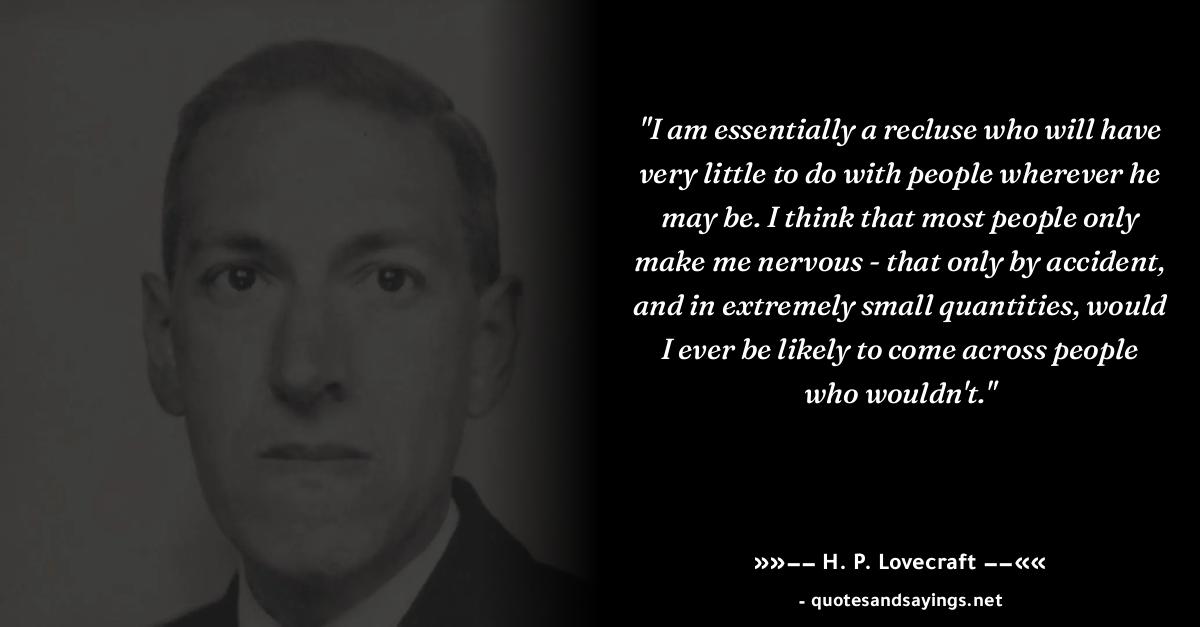 "I am essentially a recluse who will have
very little to do with people wherever he
may be. I think that most people only
make me nervous - that only by accident,
and in extremely small quantities, would
I ever be likely to come across people
who wouldn't."
»»−− H. P. Lovecraft −−««
- quotesandsayings.net